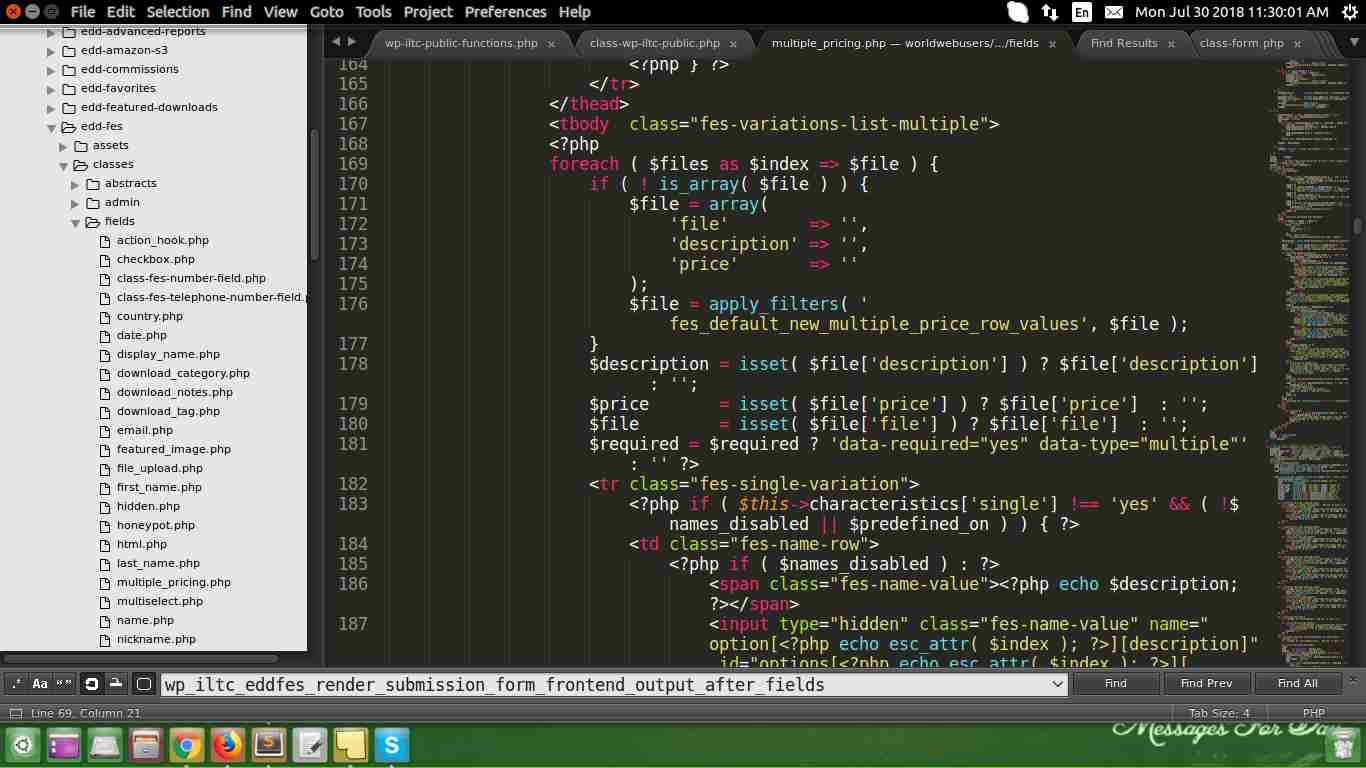 File Edit Selection Find View Goto Tools Project Preferences Help
En Mon Jul 30 2018 11:30:01 AM
edd-advanced-reports
edd-amazon-s3
edd-commissions
edd-favorites
edd-featured-downloads
edd-fes
assets
classes
abstracts
admin
fields
action_hook.php
checkbox.php
class-fes-number-field.php
class-fes-telephone-number-field.p
country.php
date.php
display_name.php
download_category.php
download_notes.php
download_tag.php
email.php
featured_image.php
file_upload.php
first_name.php
hidden.php
honeypot.php
html.php
last_name.php
multiple_pricing.php
multiselect.php
name.php
nickname.php
wp-iltc-public-functions.php × class-wp-iltc-public.php × multiple_pricing.php — worldwebusers/.../fields × Find Results × class-form.php ×
164 <?php } ?>
165 </tr>
166 </thead>
167 <tbody  class="fes-variations-list-multiple">
168 <?php
169 foreach ( $files as $index => $file ) {
170 if ( ! is_array( $file ) ) {
171 $file = array(
172 'file'        => '',
173 'description' => '',
174 'price'       => ''
175 );
176 $file = apply_filters( '
fes_default_new_multiple_price_row_values', $file );
177 }
178 $description = isset( $file['description'] ) ? $file['description']
: '';
179 $price       = isset( $file['price'] ) ? $file['price']  : '';
180 $file        = isset( $file['file'] ) ? $file['file']  : '';
181 $required = $required ? 'data-required="yes" data-type="multiple"'
: '' ?>
182 <tr class="fes-single-variation">
183 <?php if ( $this->characteristics['single'] !== 'yes' && ( !$
names_disabled || $predefined_on ) ) { ?>
184 <td class="fes-name-row">
185 <?php if ( $names_disabled ) : ?>
186 <span class="fes-name-value"><?php echo $description;
?></span>
187 <input type="hidden" class="fes-name-value" name="
option[<?php echo esc_attr( $index ); ?>][description]"
id="options[<?php echo esc_attr( $index ); ?>][
.* Aa “” wp_iltc_eddfes_render_submission_form_frontend_output_after_fields Find Find Prev Find All
Line 69, Column 21 Tab Size: 4 PHP
Messages For Da